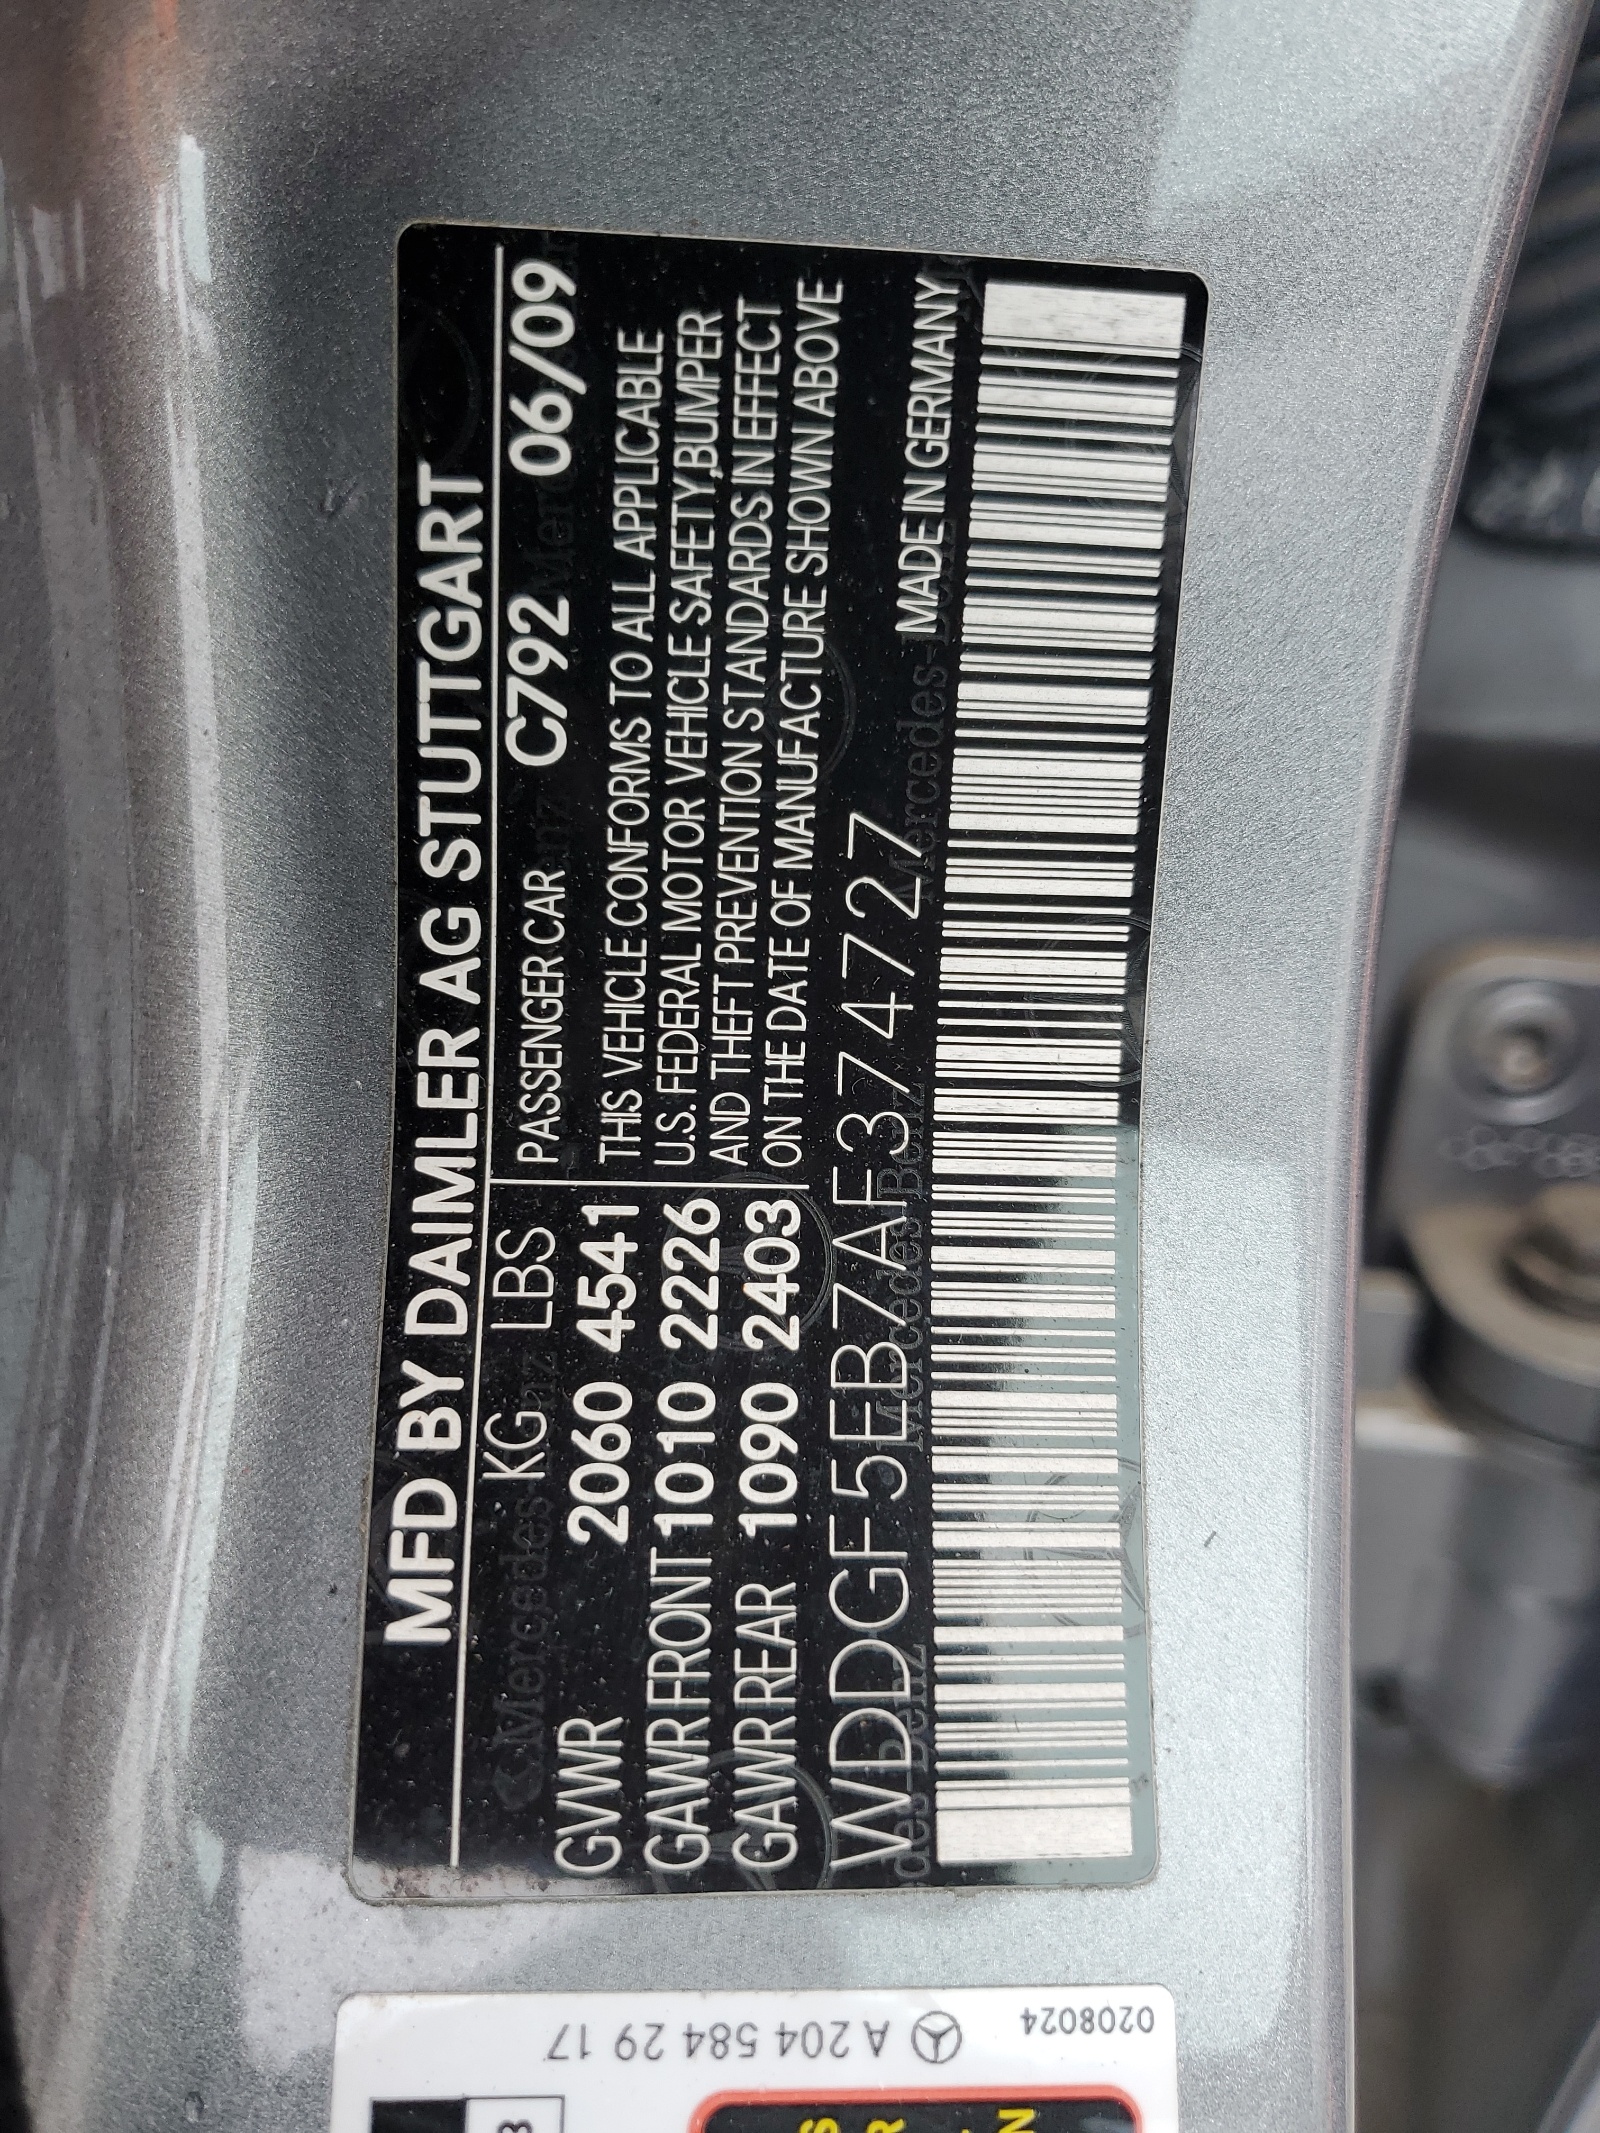 MFD BY DAIMLER AG STUTTGART
KG LBS
GVWR 2060 4541
GAWR FRONT 1010 2226
GAWR REAR 1090 2403
PASSENGER CAR C792 06/09
THIS VEHICLE CONFORMS TO ALL APPLICABLE
U.S. FEDERAL MOTOR VEHICLE SAFETY,BUMPER
AND THEFT PREVENTION STANDARDS IN EFFECT
ON THE DATE OF MANUFACTURE SHOWN ABOVE
WDDGF5EB7AF374727
MADE IN GERMANY
Mercedes-Benz
A 204 584 29 17
0208024